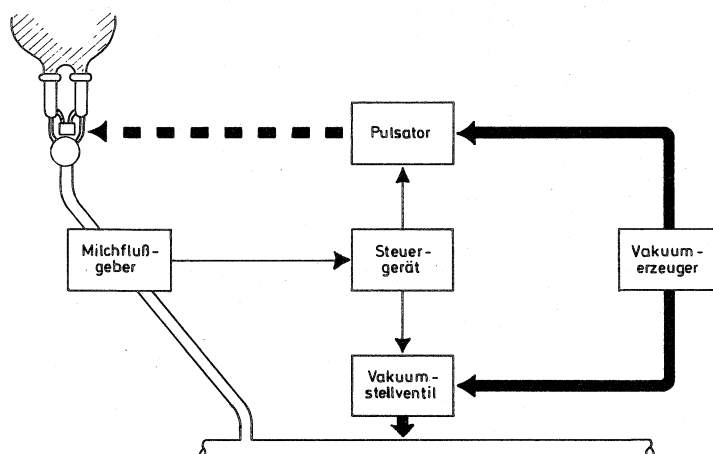 Pulsator
Milchfluß-
geber
Steuer-
gerät
Vakuum-
erzeuger
Vakuum-
stellventil